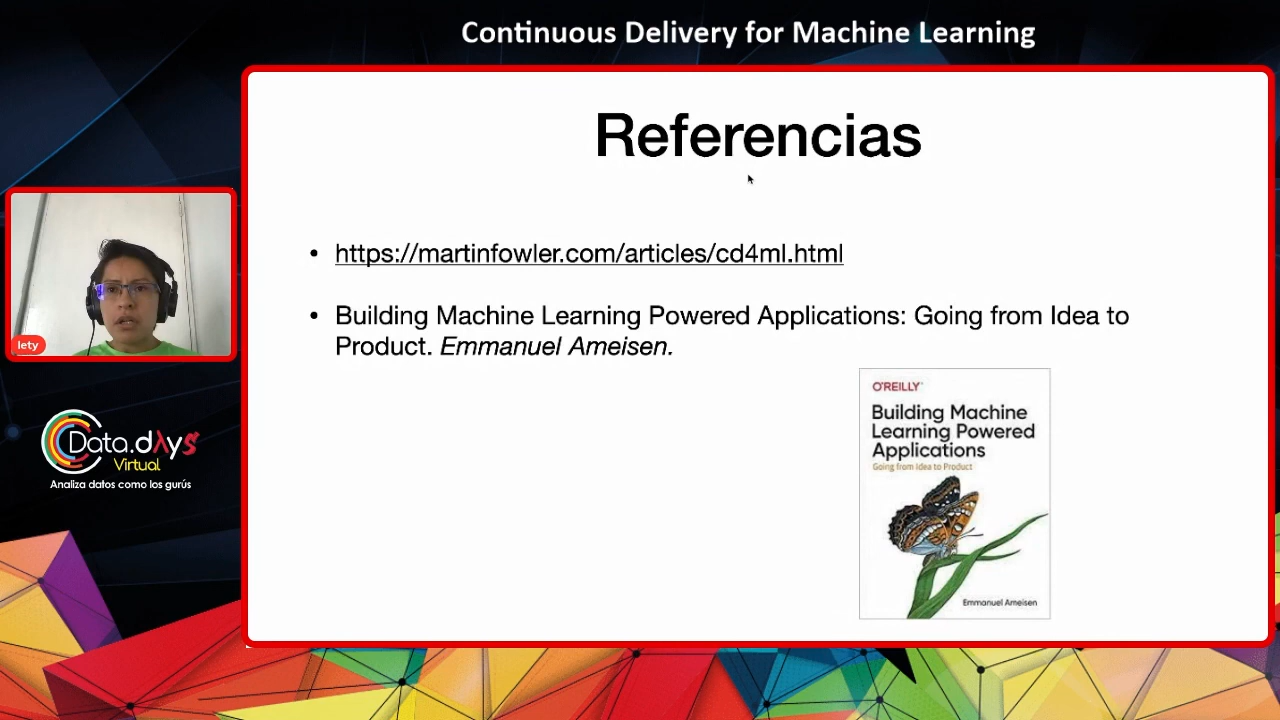 Continuous Delivery for Machine Learning
Referencias
• https://martinfowler.com/articles/cd4ml.html
• Building Machine Learning Powered Applications: Going from Idea to
Product. Emmanuel Ameisen.
lety
Data.dAys
Virtual
Analiza datos como los gurús
O'REILLY
Building Machine
Learning Powered
Applications
Going from Idea to Product
Emmanuel Ameisen